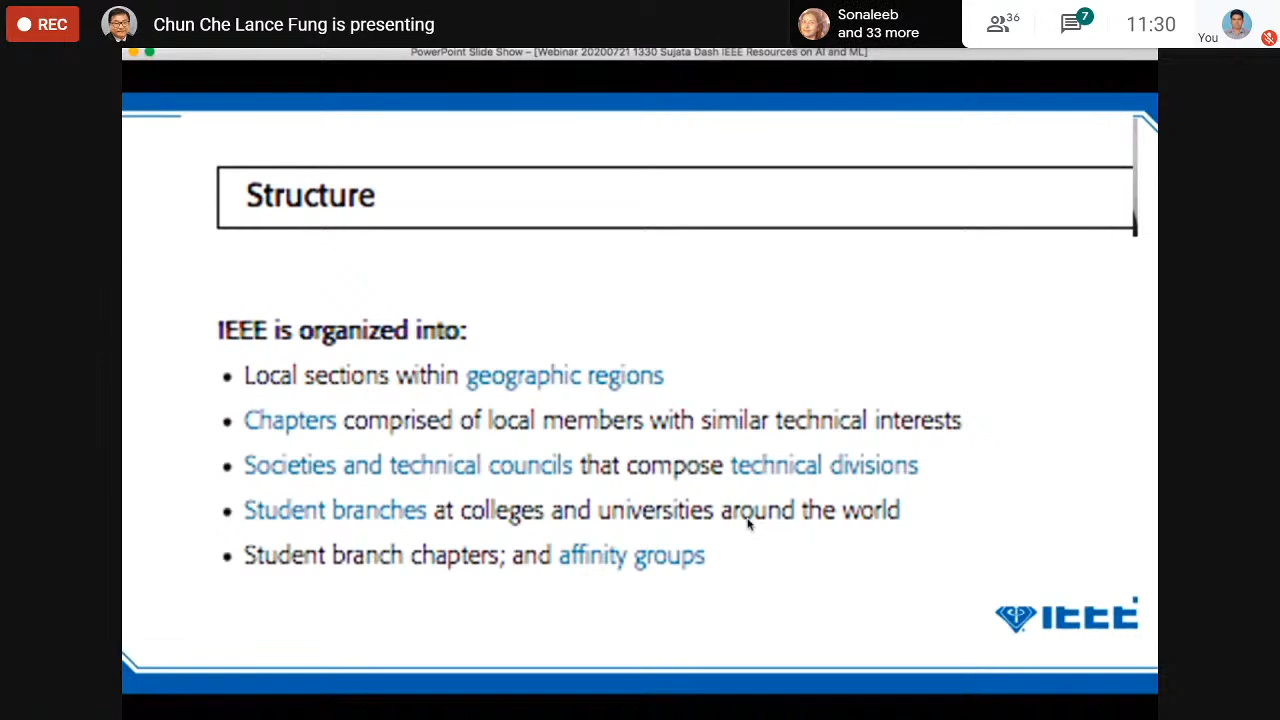 REC
Chun Che Lance Fung is presenting
Sonaleeb
and 33 more
36
7
11:30
You
PowerPoint Slide Show – [Webinar 20200721 1330 Sujata Dash IEEE Resources on AI and ML]
Structure
IEEE is organized into:
• Local sections within geographic regions
• Chapters comprised of local members with similar technical interests
• Societies and technical councils that compose technical divisions
• Student branches at colleges and universities around the world
• Student branch chapters; and affinity groups
IEEE